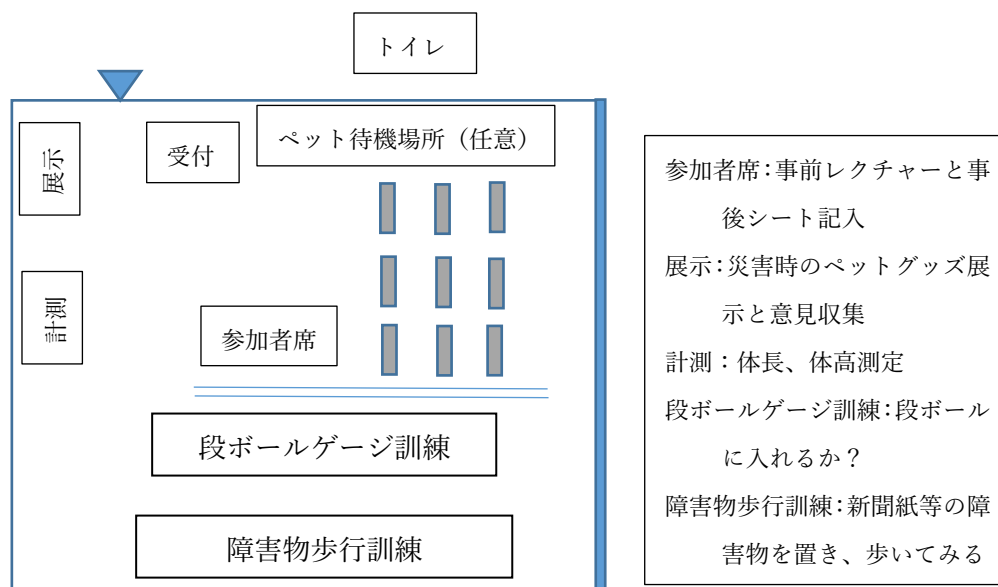 トイレ
展示
受付
ペット待機場所（任意）
計測
参加者席
段ボールゲージ訓練
障害物歩行訓練
参加者席：事前レクチャーと事
後シート記入
展示：災害時のペットグッズ展
示と意見収集
計測：体長、体高測定
段ボールゲージ訓練：段ボール
に入れるか？
障害物歩行訓練：新聞紙等の障
害物を置き、歩いてみる